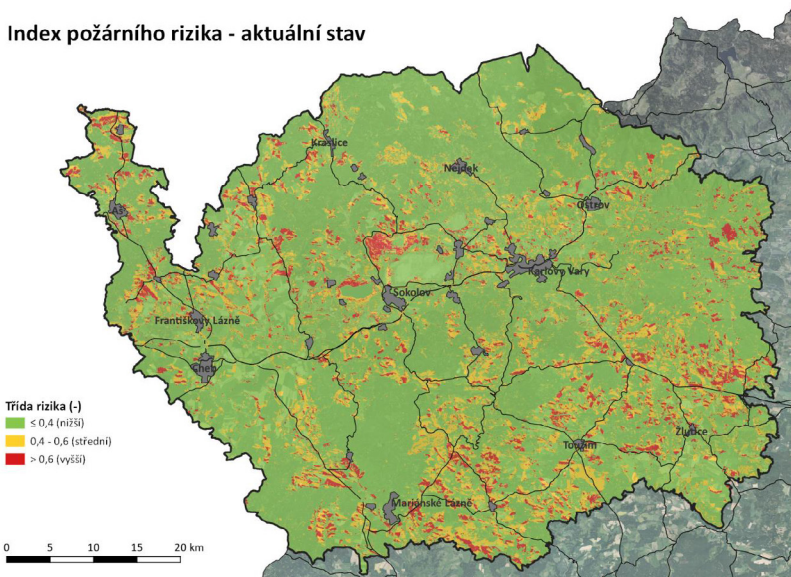 Index požárního rizika - aktuální stav
Kraslice
Nejdek
Aš
Ostrov
Karlovy Vary
Sokolov
Františkovy Lázně
Cheb
Třída rizika (-)
≤ 0,4 (nižší)
0,4 - 0,6 (střední)
> 0,6 (vyšší)
Žlutice
Toužim
Mariánské Lázně
0 5 10 15 20 km